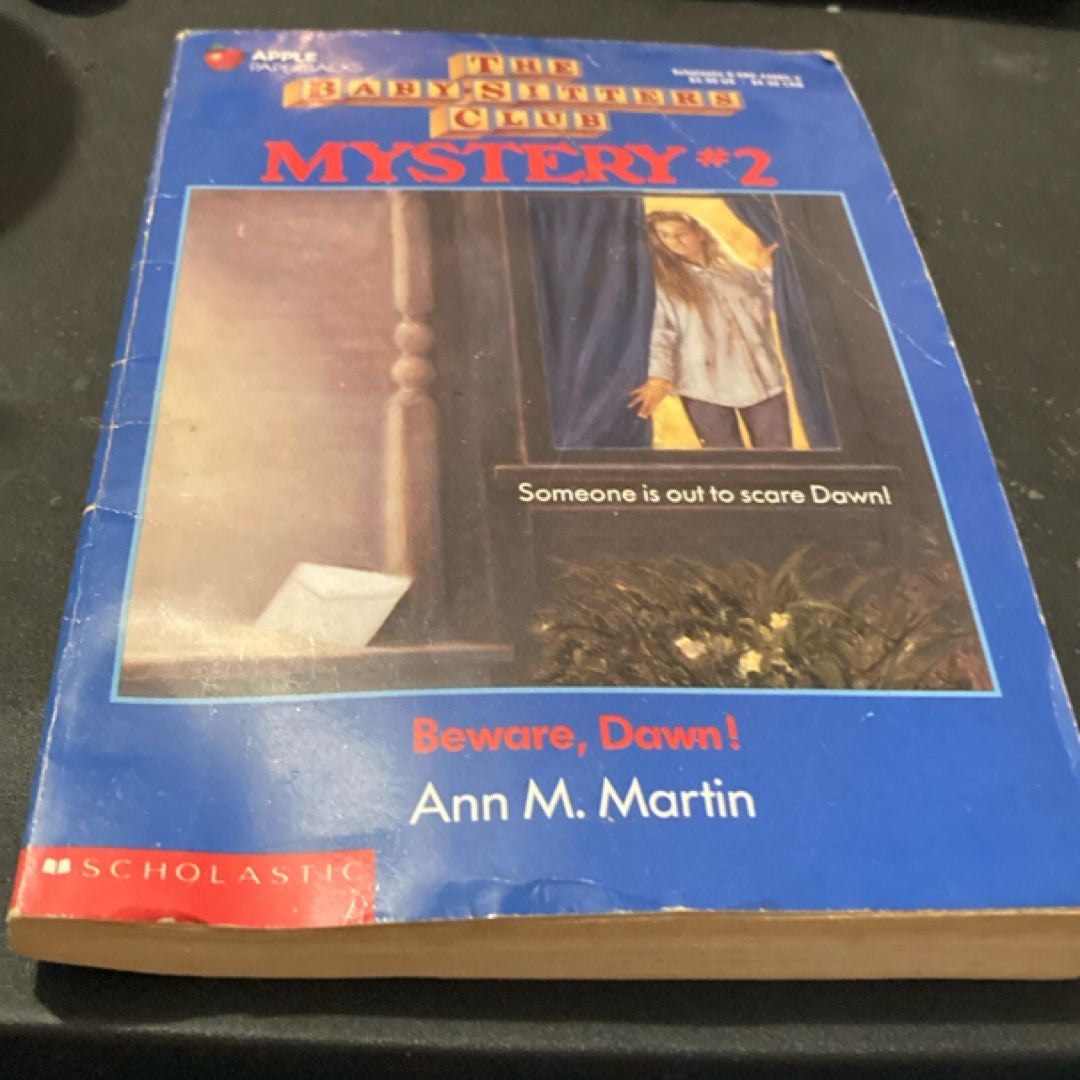 APPLE
PAPERBACKS
THE
BABY-SITTERS
CLUB
MYSTERY #2
Someone is out to scare Dawn!
Beware, Dawn!
Ann M. Martin
SCHOLASTIC